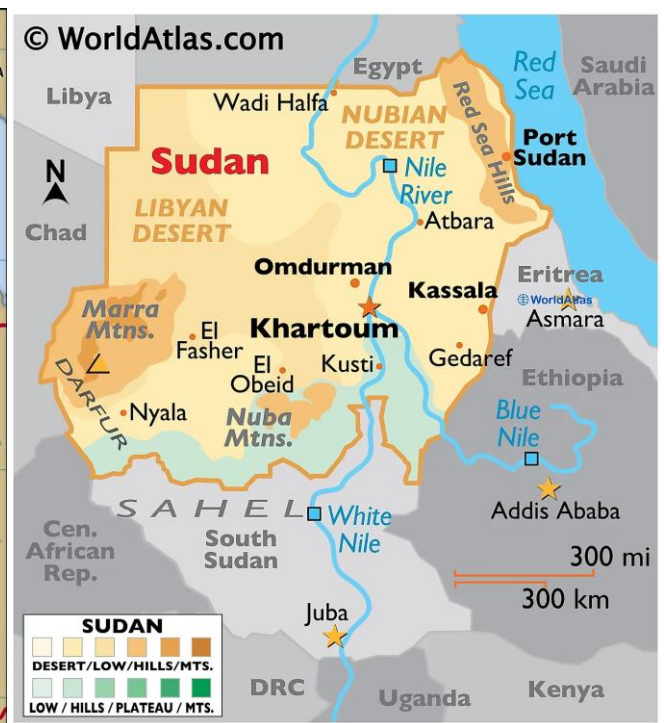 © WorldAtlas.com
Egypt
Red
Sea
Saudi
Arabia
Libya
Wadi Halfa
NUBIAN
DESERT
Red Sea Hills
Port
Sudan
Sudan
N
Nile
River
LIBYAN
DESERT
Atbara
Chad
Omdurman
Kassala
Eritrea
WorldAtlas
Asmara
Marra
Mtns.
Khartoum
El
Fasher
El
Obeid
Kusti
Gedaref
Ethiopia
DARFUR
Nyala
Nuba
Mtns.
Blue
Nile
SAHEL
White
Nile
Addis Ababa
Cen.
African
Rep.
South
Sudan
300 mi
300 km
Juba
SUDAN
DESERT/LOW/HILLS/MTS.
LOW / HILLS / PLATEAU / MTS.
DRC
Uganda
Kenya